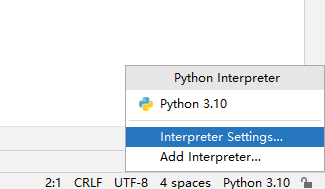 Python Interpreter
Python 3.10
Interpreter Settings...
Add Interpreter...
2:1 CRLF UTF-8 4 spaces Python 3.10